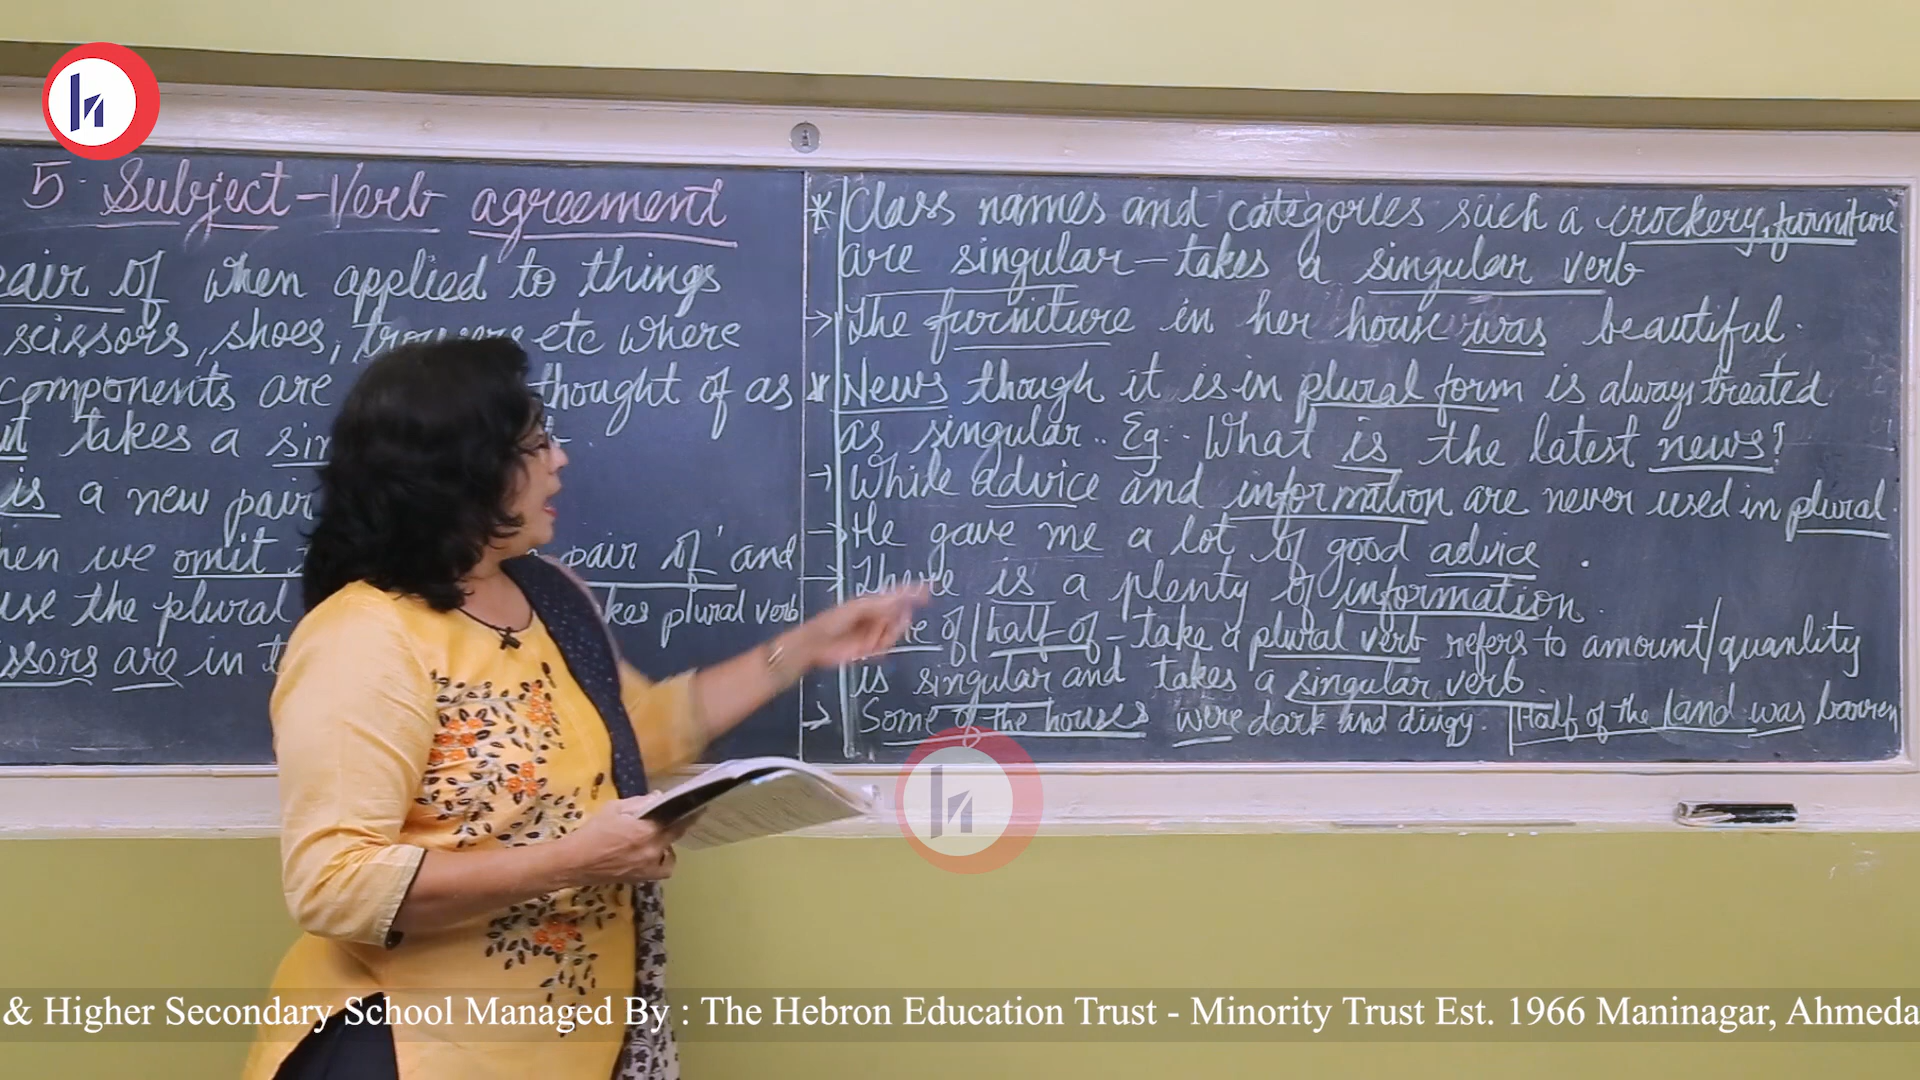 5. Subject-Verb agreement
pair of when applied to things
scissors, shoes, trousers etc where
components are thought of as
takes a
is a new pair
when we omit pair of' and
use the plural takes plural verb
scissors are in
* Class names and categories such a crockery, furniture
are singular - takes a singular verb
→ The furniture in her house was beautiful.
* News though it is in plural form is always treated
as singular.. Eg:- What is the latest news?
→ While advice and information are never used in plural.
→ He gave me a lot of good advice.
→ There is a plenty of information.
of/half of - take a plural verb refers to amount/quantity
is singular and takes a singular verb.
→ Some of the houses were dark and dingy. Half of the land was barren
& Higher Secondary School Managed By : The Hebron Education Trust - Minority Trust Est. 1966 Maninagar, Ahmeda